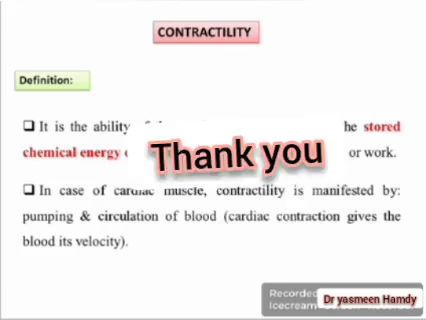 CONTRACTILITY
Definition:
❑ It is the ability he stored
chemical energy or work.
Thank you
❑ In case of cardiac muscle, contractility is manifested by:
pumping & circulation of blood (cardiac contraction gives the
blood its velocity).
Recorded
Icecream
Dr yasmeen Hamdy